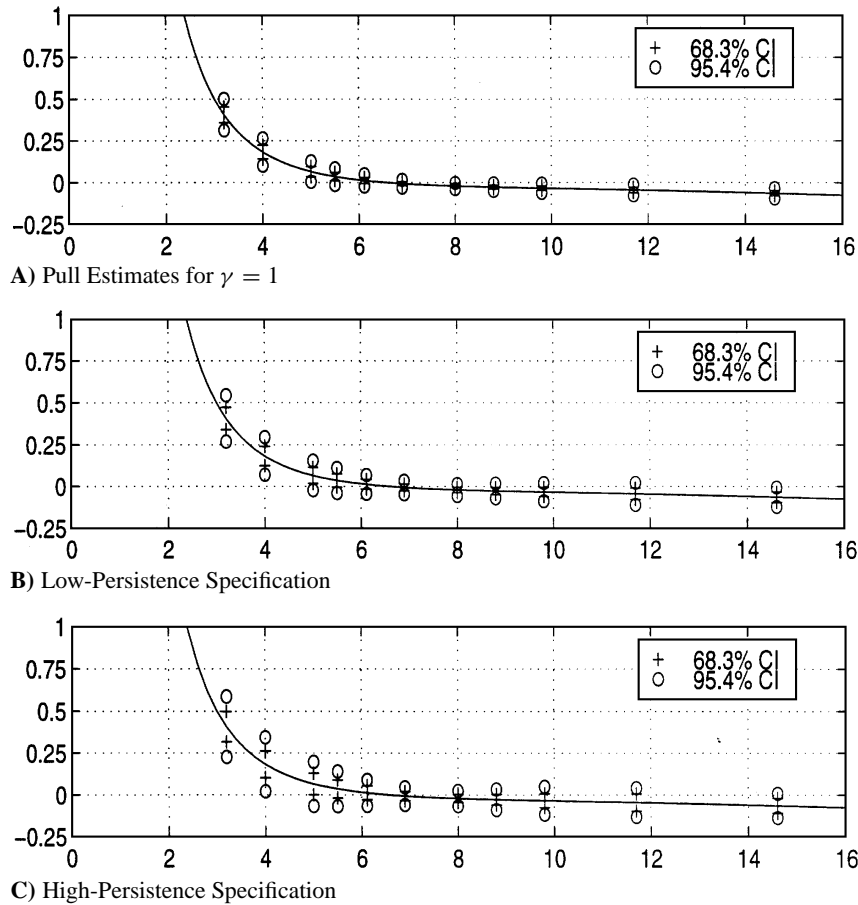 1
0.75
0.5
0.25
0
−0.25
0 2 4 6 8 10 12 14 16
+ 68.3% CI
o 95.4% CI
A) Pull Estimates for γ = 1
1
0.75
0.5
0.25
0
−0.25
0 2 4 6 8 10 12 14 16
+ 68.3% CI
o 95.4% CI
B) Low-Persistence Specification
1
0.75
0.5
0.25
0
−0.25
0 2 4 6 8 10 12 14 16
+ 68.3% CI
o 95.4% CI
C) High-Persistence Specification